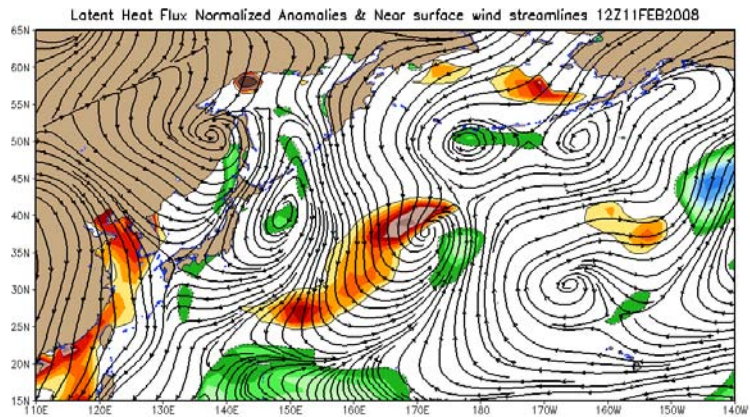 Latent Heat Flux Normalized Anomalies & Near surface wind streamlines 12Z11FEB2008
65N
60N
55N
50N
45N
40N
35N
30N
25N
20N
15N
110E 120E 130E 140E 150E 160E 170E 180 170W 160W 150W 140W